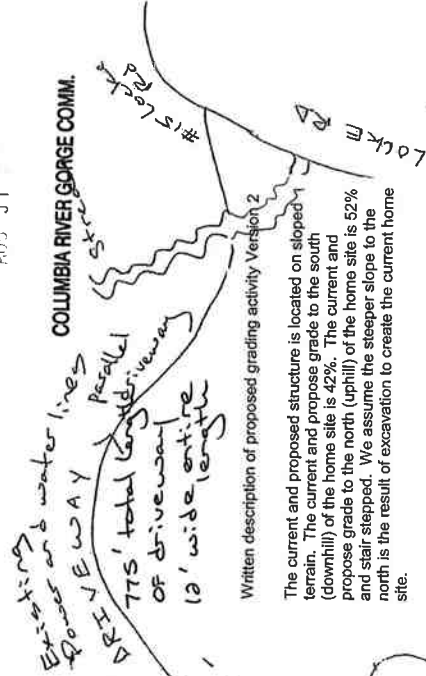 COLUMBIA RIVER GORGE COMM.
Existing
Power and water lines
parallel
driveway
DRIVEWAY
775' total length
of driveway
12' wide entire
length
#15 Locke
Rd
LOCKE
RD
Written description of proposed grading activity Version 2
The current and proposed structure is located on sloped
terrain. The current and propose grade to the south
(downhill) of the home site is 42%. The current and
propose grade to the north (uphill) of the home site is 52%
and stair stepped. We assume the steeper slope to the
north is the result of excavation to create the current home
site.